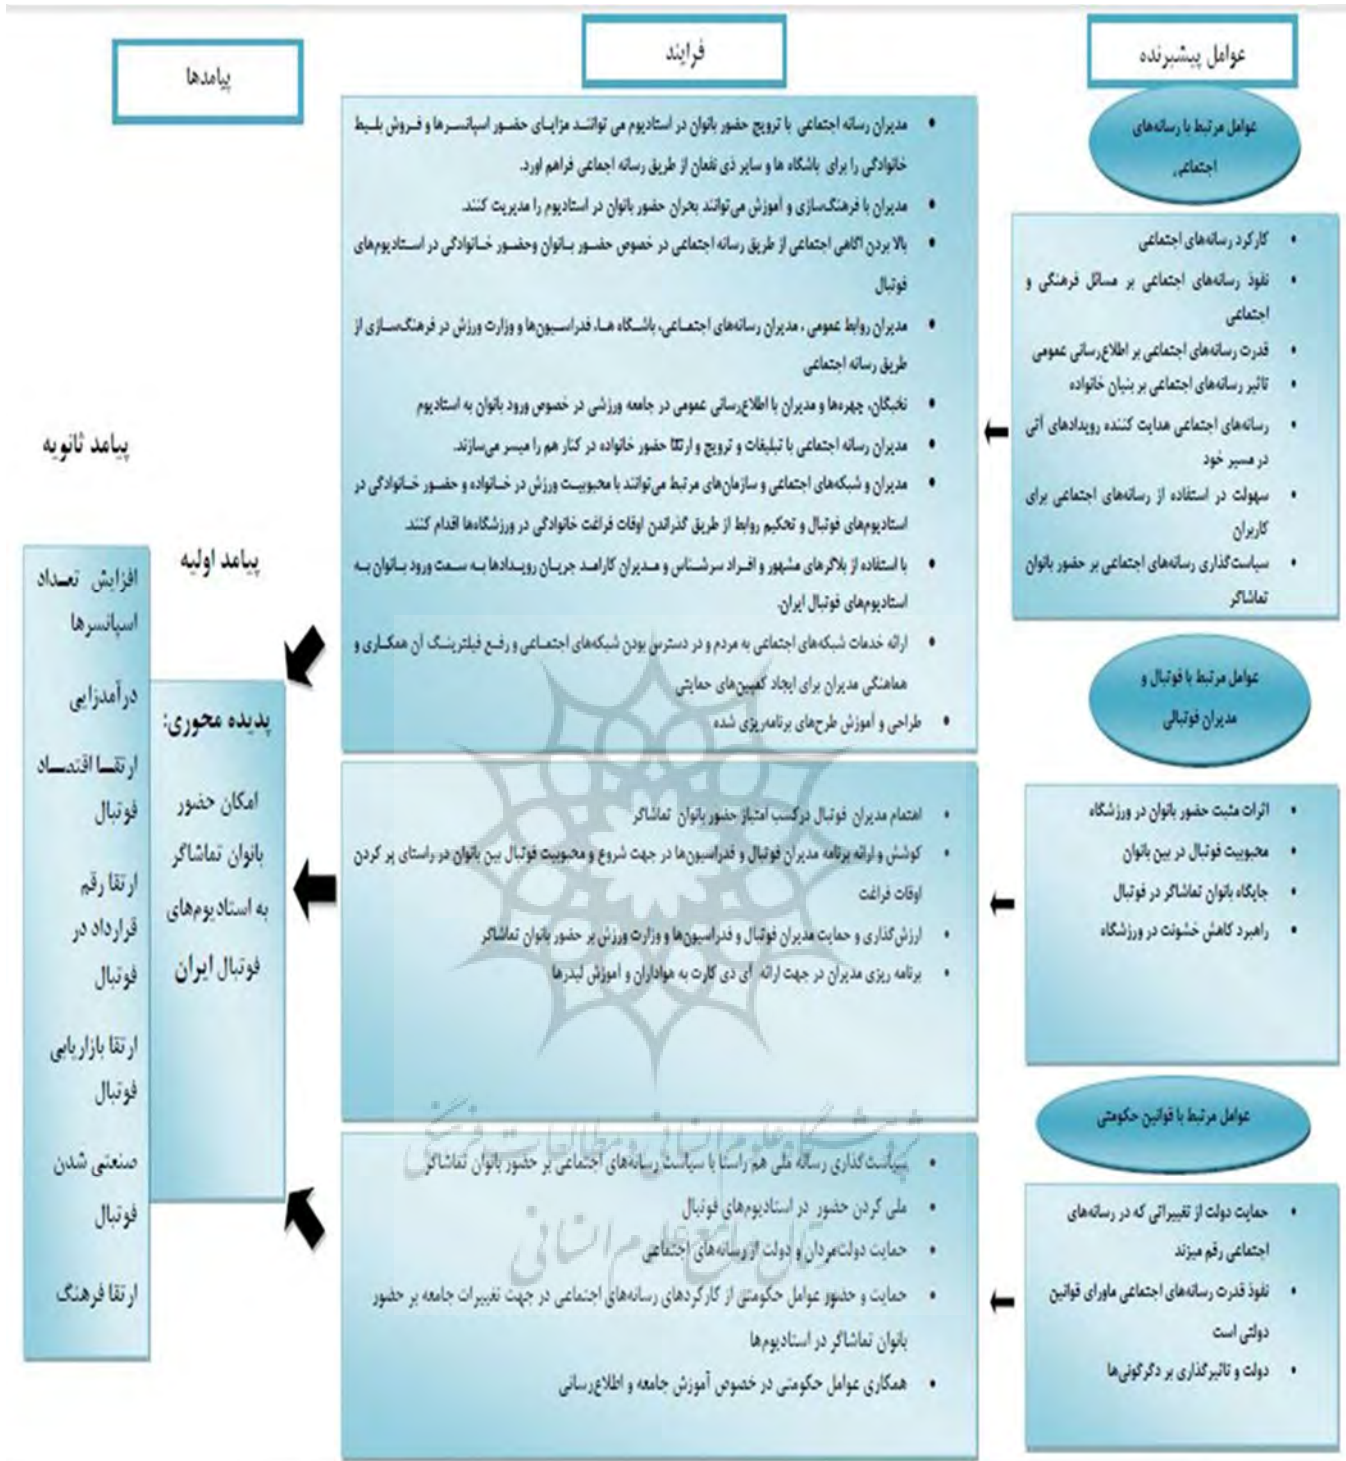 عوامل پیشبرنده
فرایند
پیامدها
عوامل مرتبط با رسانه‌های
اجتماعی
کارکرد رسانه‌های اجتماعی
نفوذ رسانه‌های اجتماعی بر مسائل فرهنگی و
اجتماعی
قدرت رسانه‌های اجتماعی بر اطلاع‌رسانی عمومی
تاثیر رسانه‌های اجتماعی بر بنیان خانواده
رسانه‌های اجتماعی هدایت کننده رویدادهای آتی
در مسیر خود
سهولت در استفاده از رسانه‌های اجتماعی برای
کاربران
سیاست‌گذاری رسانه‌های اجتماعی بر حضور بانوان
تماشاگر
عوامل مرتبط با فوتبال و
مدیران فوتبالی
اثرات مثبت حضور بانوان در ورزشگاه
محبوبیت فوتبال در بین بانوان
جایگاه بانوان تماشاگر در فوتبال
راهبرد کاهش خشونت در ورزشگاه
عوامل مرتبط با قوانین حکومتی
حمایت دولت از تغییراتی که در رسانه‌های
اجتماعی رقم میزند
نفوذ قدرت رسانه‌های اجتماعی ماورای قوانین
دولتی است
دولت و تاثیرگذاری بر دگرگونی‌ها
مدیران رسانه اجتماعی با ترویج حضور بانوان در استادیوم می توانند مزایای حضور اسپانسرها و فروش بلیط
خانوادگی را برای باشگاه ها و سایر ذی نفعان از طریق رسانه اجماعی فراهم اورد.
مدیران با فرهنگ‌سازی و آموزش می‌توانند بحران حضور بانوان در استادیوم را مدیریت کنند.
بالا بردن اگاهی اجتماعی از طریق رسانه اجتماعی در خصوص حضور بانوان وحضور خانوادگی در استادیوم‌های
فوتبال
مدیران روابط عمومی ، مدیران رسانه‌های اجتماعی، باشگاه ها، فدراسیون‌ها و وزارت ورزش در فرهنگ‌سازی از
طریق رسانه اجتماعی
نخبگان، چهره‌ها و مدیران با اطلاع‌رسانی عمومی در جامعه ورزشی در خصوص ورود بانوان به استادیوم
مدیران رسانه اجتماعی با تبلیغات و ترویج و ارتقا حضور خانواده در کنار هم را میسر می‌سازند.
مدیران و شبکه‌های اجتماعی و سازمان‌های مرتبط می‌توانند با محبوبیت ورزش در خانواده و حضور خانوادگی در
استادیوم‌های فوتبال و تحکیم روابط از طریق گذراندن اوقات فراغت خانوادگی در ورزشگاه‌ها اقدام کنند.
با استفاده از بلاگرهای مشهور و افراد سرشناس و مدیران کارامد جریان رویدادها به سمت ورود بانوان به
استادیوم‌های فوتبال ایران.
ارائه خدمات شبکه‌های اجتماعی به مردم و در دسترس بودن شبکه‌های اجتماعی و رفع فیلترینگ آن همکاری و
هماهنگی مدیران برای ایجاد کمپین‌های حمایتی
طراحی و آموزش طرح‌های برنامه‌ریزی شده
اهتمام مدیران فوتبال درکسب امتیاز حضور بانوان تماشاگر
کوشش و ارائه برنامه مدیران فوتبال و فدراسیون‌ها در جهت شروع و محبوبیت فوتبال بین بانوان در راستای پر کردن
اوقات فراغت
ارزش‌گذاری و حمایت مدیران فوتبال و فدراسیون‌ها و وزارت ورزش بر حضور بانوان تماشاگر
برنامه ریزی مدیران در جهت ارائه آی دی کارت به هواداران و آموزش لیدرها
سیاست‌گذاری رسانه ملی هم راستا با سیاست رسانه‌های اجتماعی بر حضور بانوان تماشاگر
ملی کردن حضور در استادیوم‌های فوتبال
حمایت دولت‌مردان و دولت از رسانه‌های اجتماعی
حمایت و حضور عوامل حکومتی از کارکردهای رسانه‌های اجتماعی در جهت تغییرات جامعه بر حضور
بانوان تماشاگر در استادیوم‌ها
همکاری عوامل حکومتی در خصوص آموزش جامعه و اطلاع‌رسانی
پژوهشگاه علوم انسانی و مطالعات فرهنگی
پرتال جامع علوم انسانی
پیامد اولیه
پدیده محوری:
امکان حضور
بانوان تماشاگر
به استادیوم‌های
فوتبال ایران
پیامد ثانویه
افزایش تعداد
اسپانسرها
درآمدزایی
ارتقا اقتصاد
فوتبال
ارتقا رقم
قرارداد در
فوتبال
ارتقا بازاریابی
فوتبال
صنعتی شدن
فوتبال
ارتقا فرهنگ